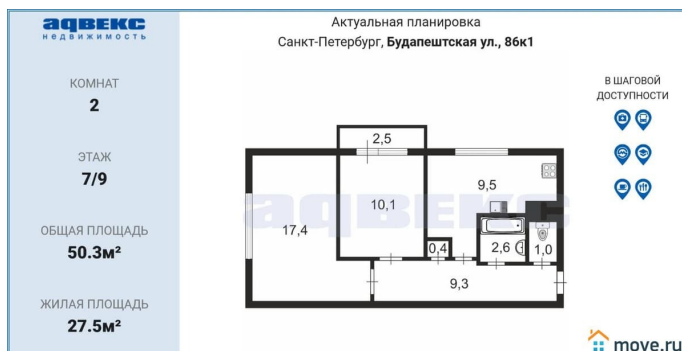 адвекс
недвижимость
КОМНАТ
2
ЭТАЖ
7/9
ОБЩАЯ ПЛОЩАДЬ
50.3м²
ЖИЛАЯ ПЛОЩАДЬ
27.5м²
Актуальная планировка
Санкт-Петербург, Будапештская ул., 86к1
2,5
9,5
10,1
17,4
адвекс
0,4
2,6
1,0
9,3
В ШАГОВОЙ
ДОСТУПНОСТИ
move.ru